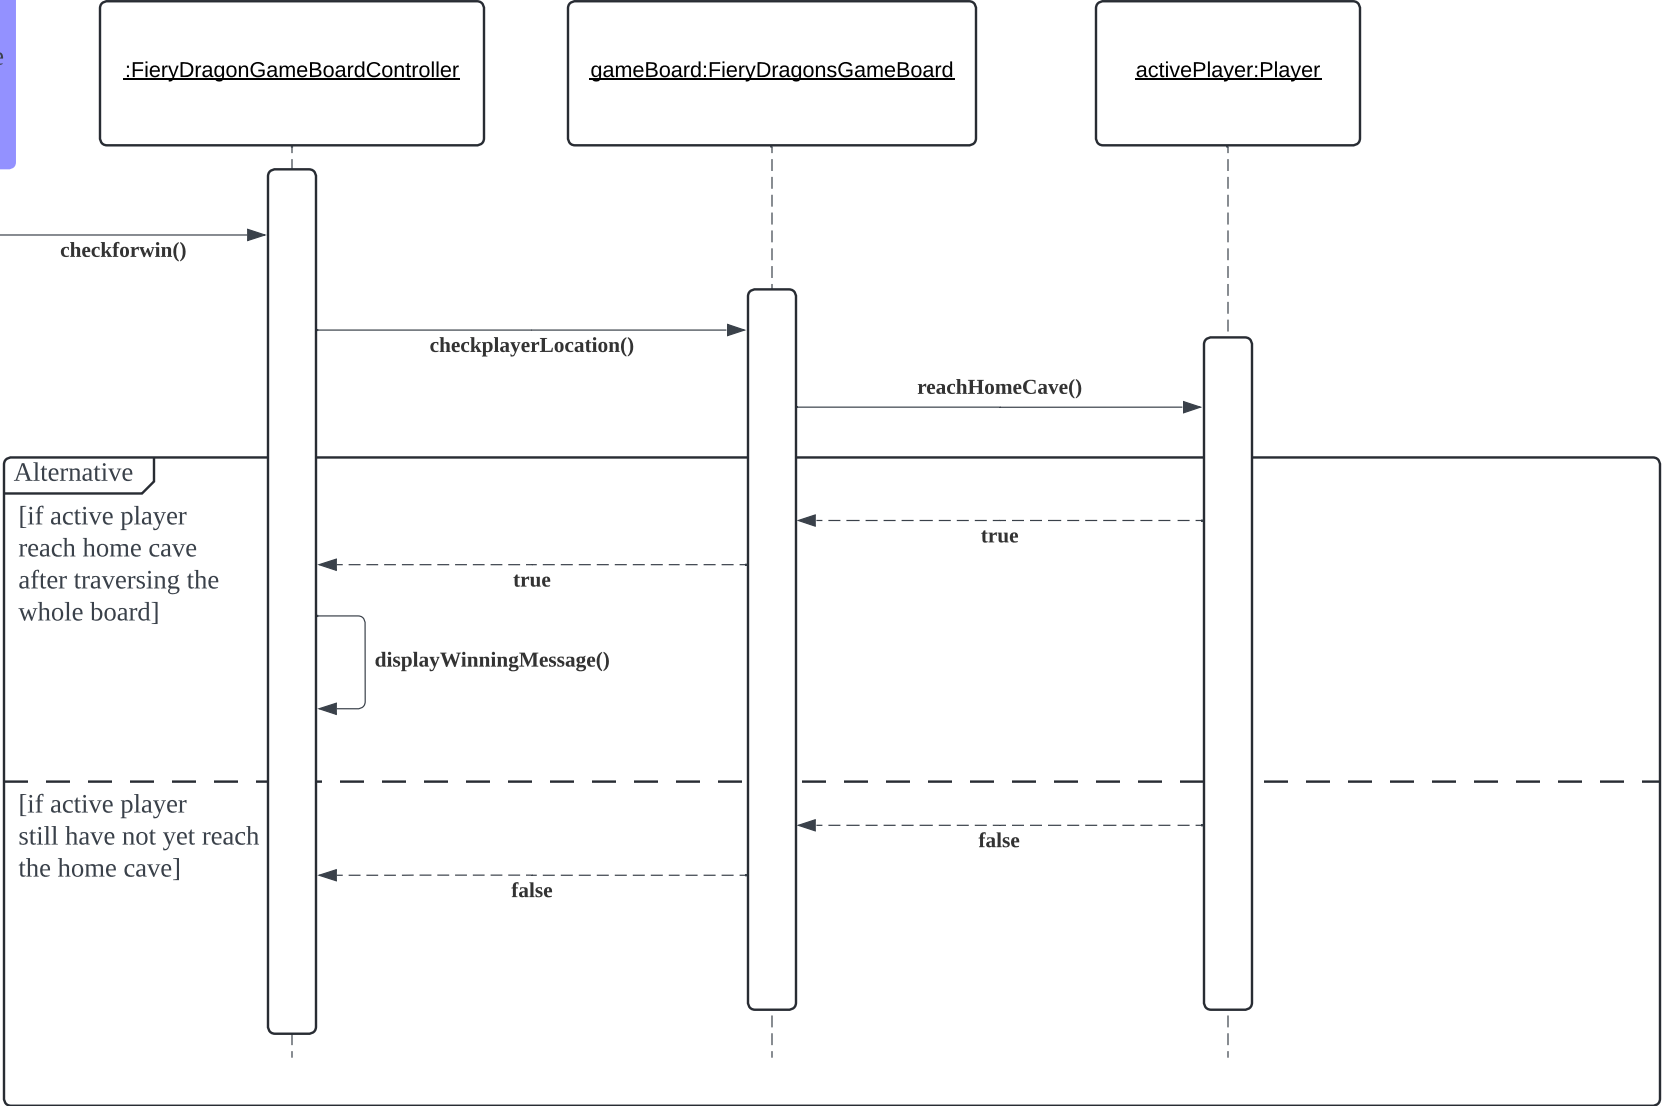 e
:FieryDragonGameBoardController
gameBoard:FieryDragonsGameBoard
activePlayer:Player
checkforwin()
checkplayerLocation()
reachHomeCave()
Alternative
[if active player
reach home cave
after traversing the
whole board]
true
true
displayWinningMessage()
[if active player
still have not yet reach
the home cave]
false
false